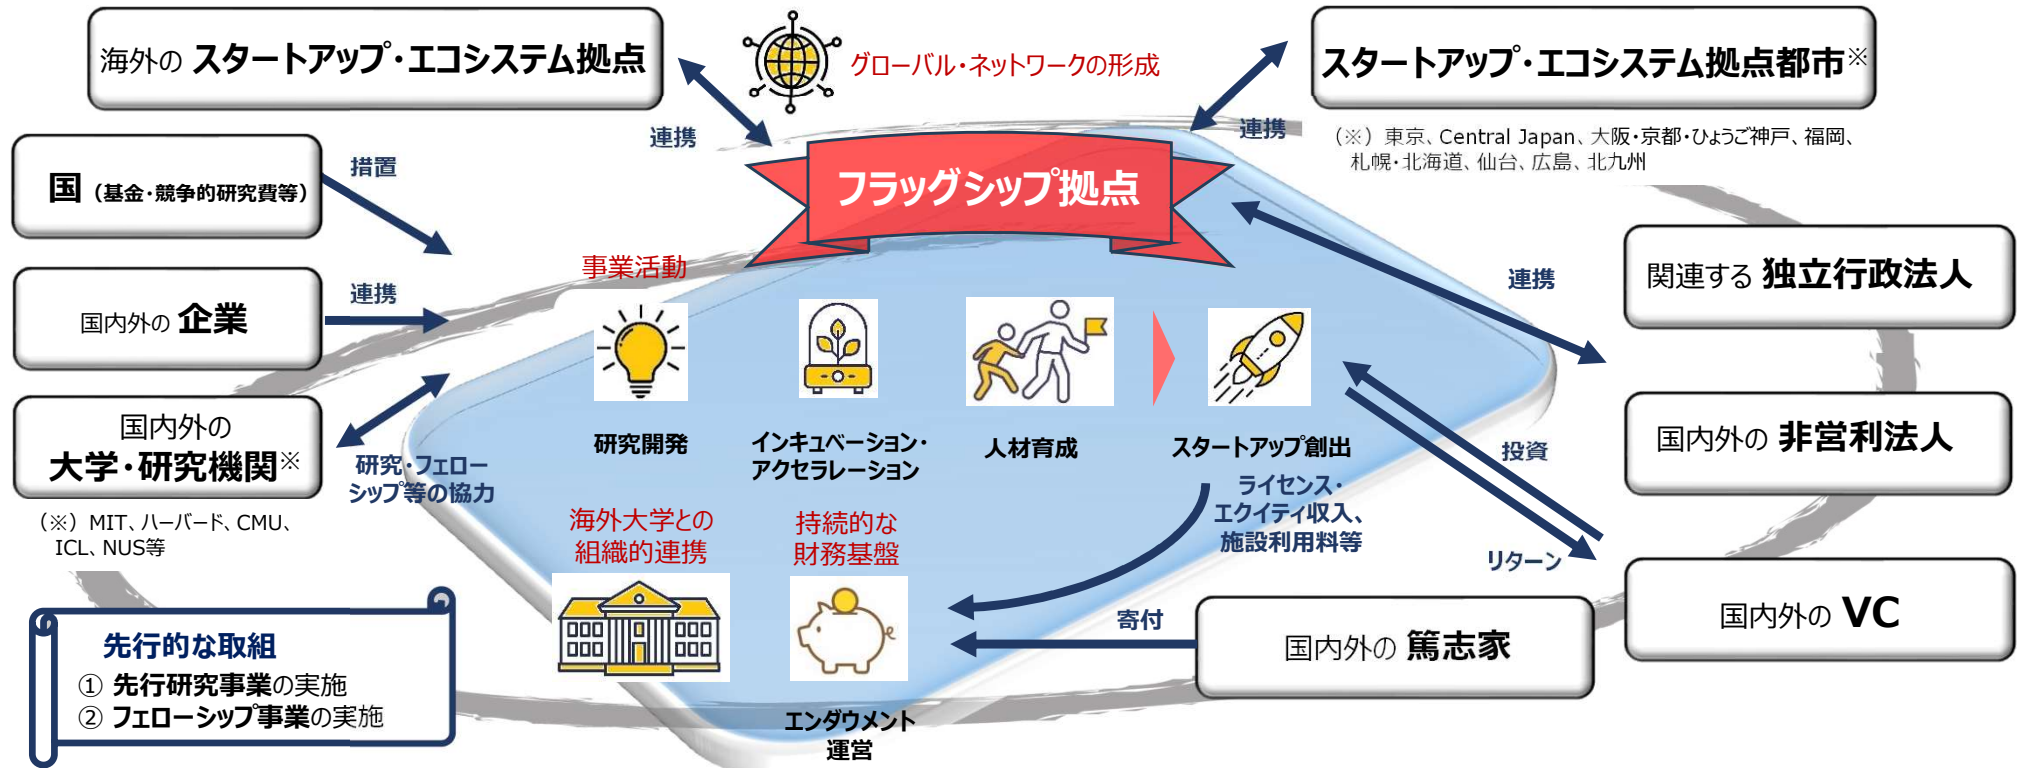 海外の スタートアップ・エコシステム拠点
グローバル・ネットワークの形成
スタートアップ・エコシステム拠点都市※
（※）東京、Central Japan、大阪・京都・ひょうご神戸、福岡、
札幌・北海道、仙台、広島、北九州
連携
連携
国（基金・競争的研究費等）
措置
フラッグシップ拠点
国内外の 企業
連携
事業活動
連携
関連する 独立行政法人
国内外の
大学・研究機関※
研究・フェロー
シップ等の協力
（※）MIT、ハーバード、CMU、
ICL、NUS等
研究開発
インキュベーション・
アクセラレーション
人材育成
スタートアップ創出
国内外の 非営利法人
投資
リターン
ライセンス・
エクイティ収入、
施設利用料等
海外大学との
組織的連携
持続的な
財務基盤
国内外の VC
寄付
国内外の 篤志家
エンダウメント
運営
先行的な取組
① 先行研究事業の実施
② フェローシップ事業の実施